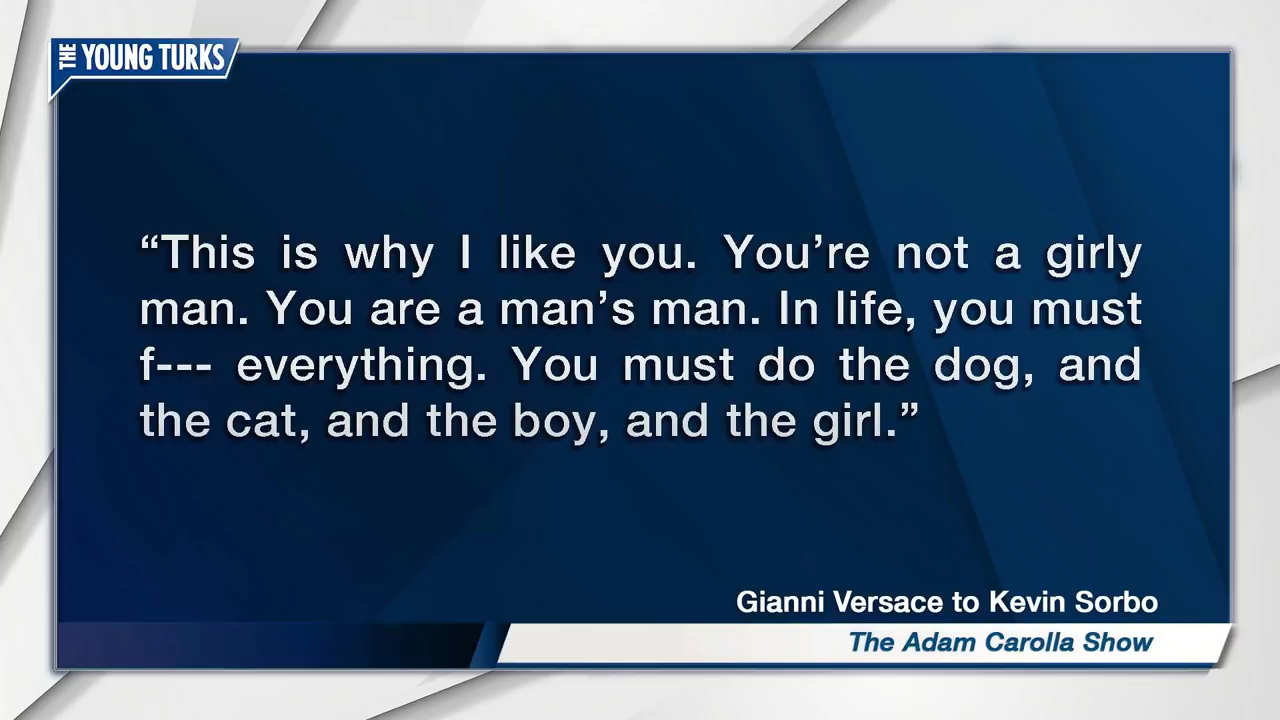 THE YOUNG TURKS
“This is why I like you. You’re not a girly
man. You are a man’s man. In life, you must
f--- everything. You must do the dog, and
the cat, and the boy, and the girl.”
Gianni Versace to Kevin Sorbo
The Adam Carolla Show